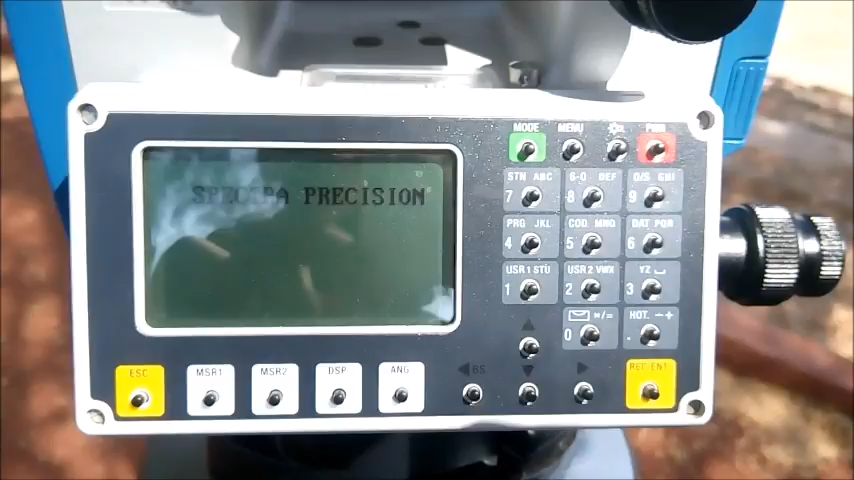 SPECTRA PRECISION
MODE MENU PWR
STN ABC S-O DEF O/S GHI
7 8 9
PRG JKL COD MNO DAT PQR
4 5 6
USR1 STU USR2 VWX YZ
1 2 3
*/= HOT. -+
0 .
ESC MSR1 MSR2 DSP ANG BS REC ENT